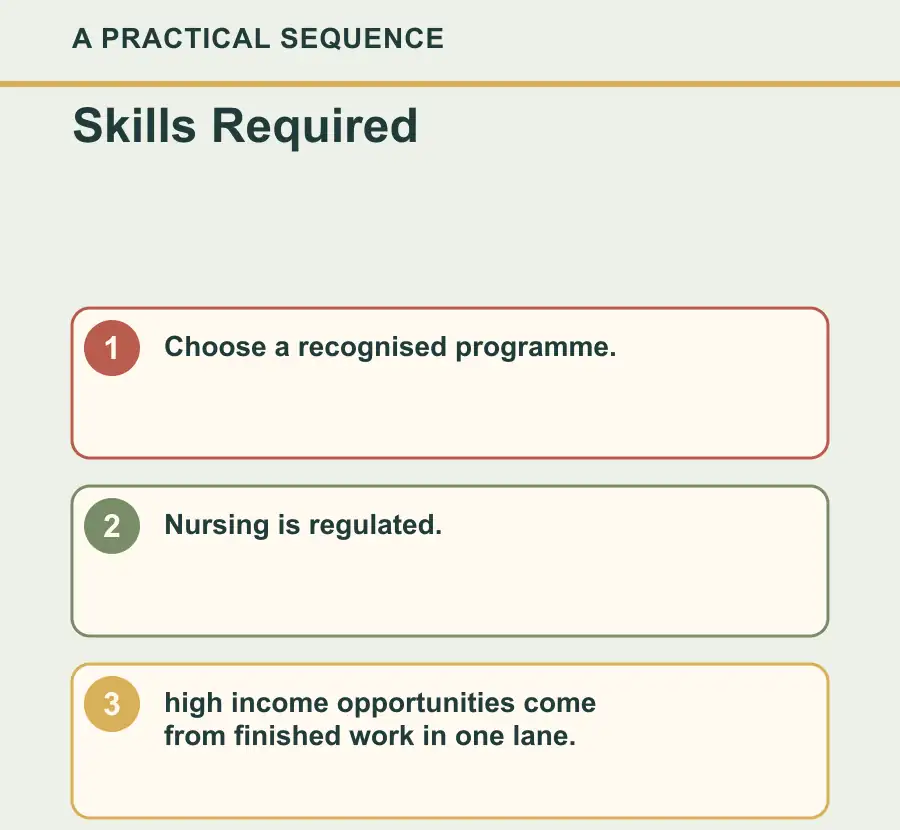 A PRACTICAL SEQUENCE
Skills Required
1 Choose a recognised programme.
2 Nursing is regulated.
3 high income opportunities come
from finished work in one lane.